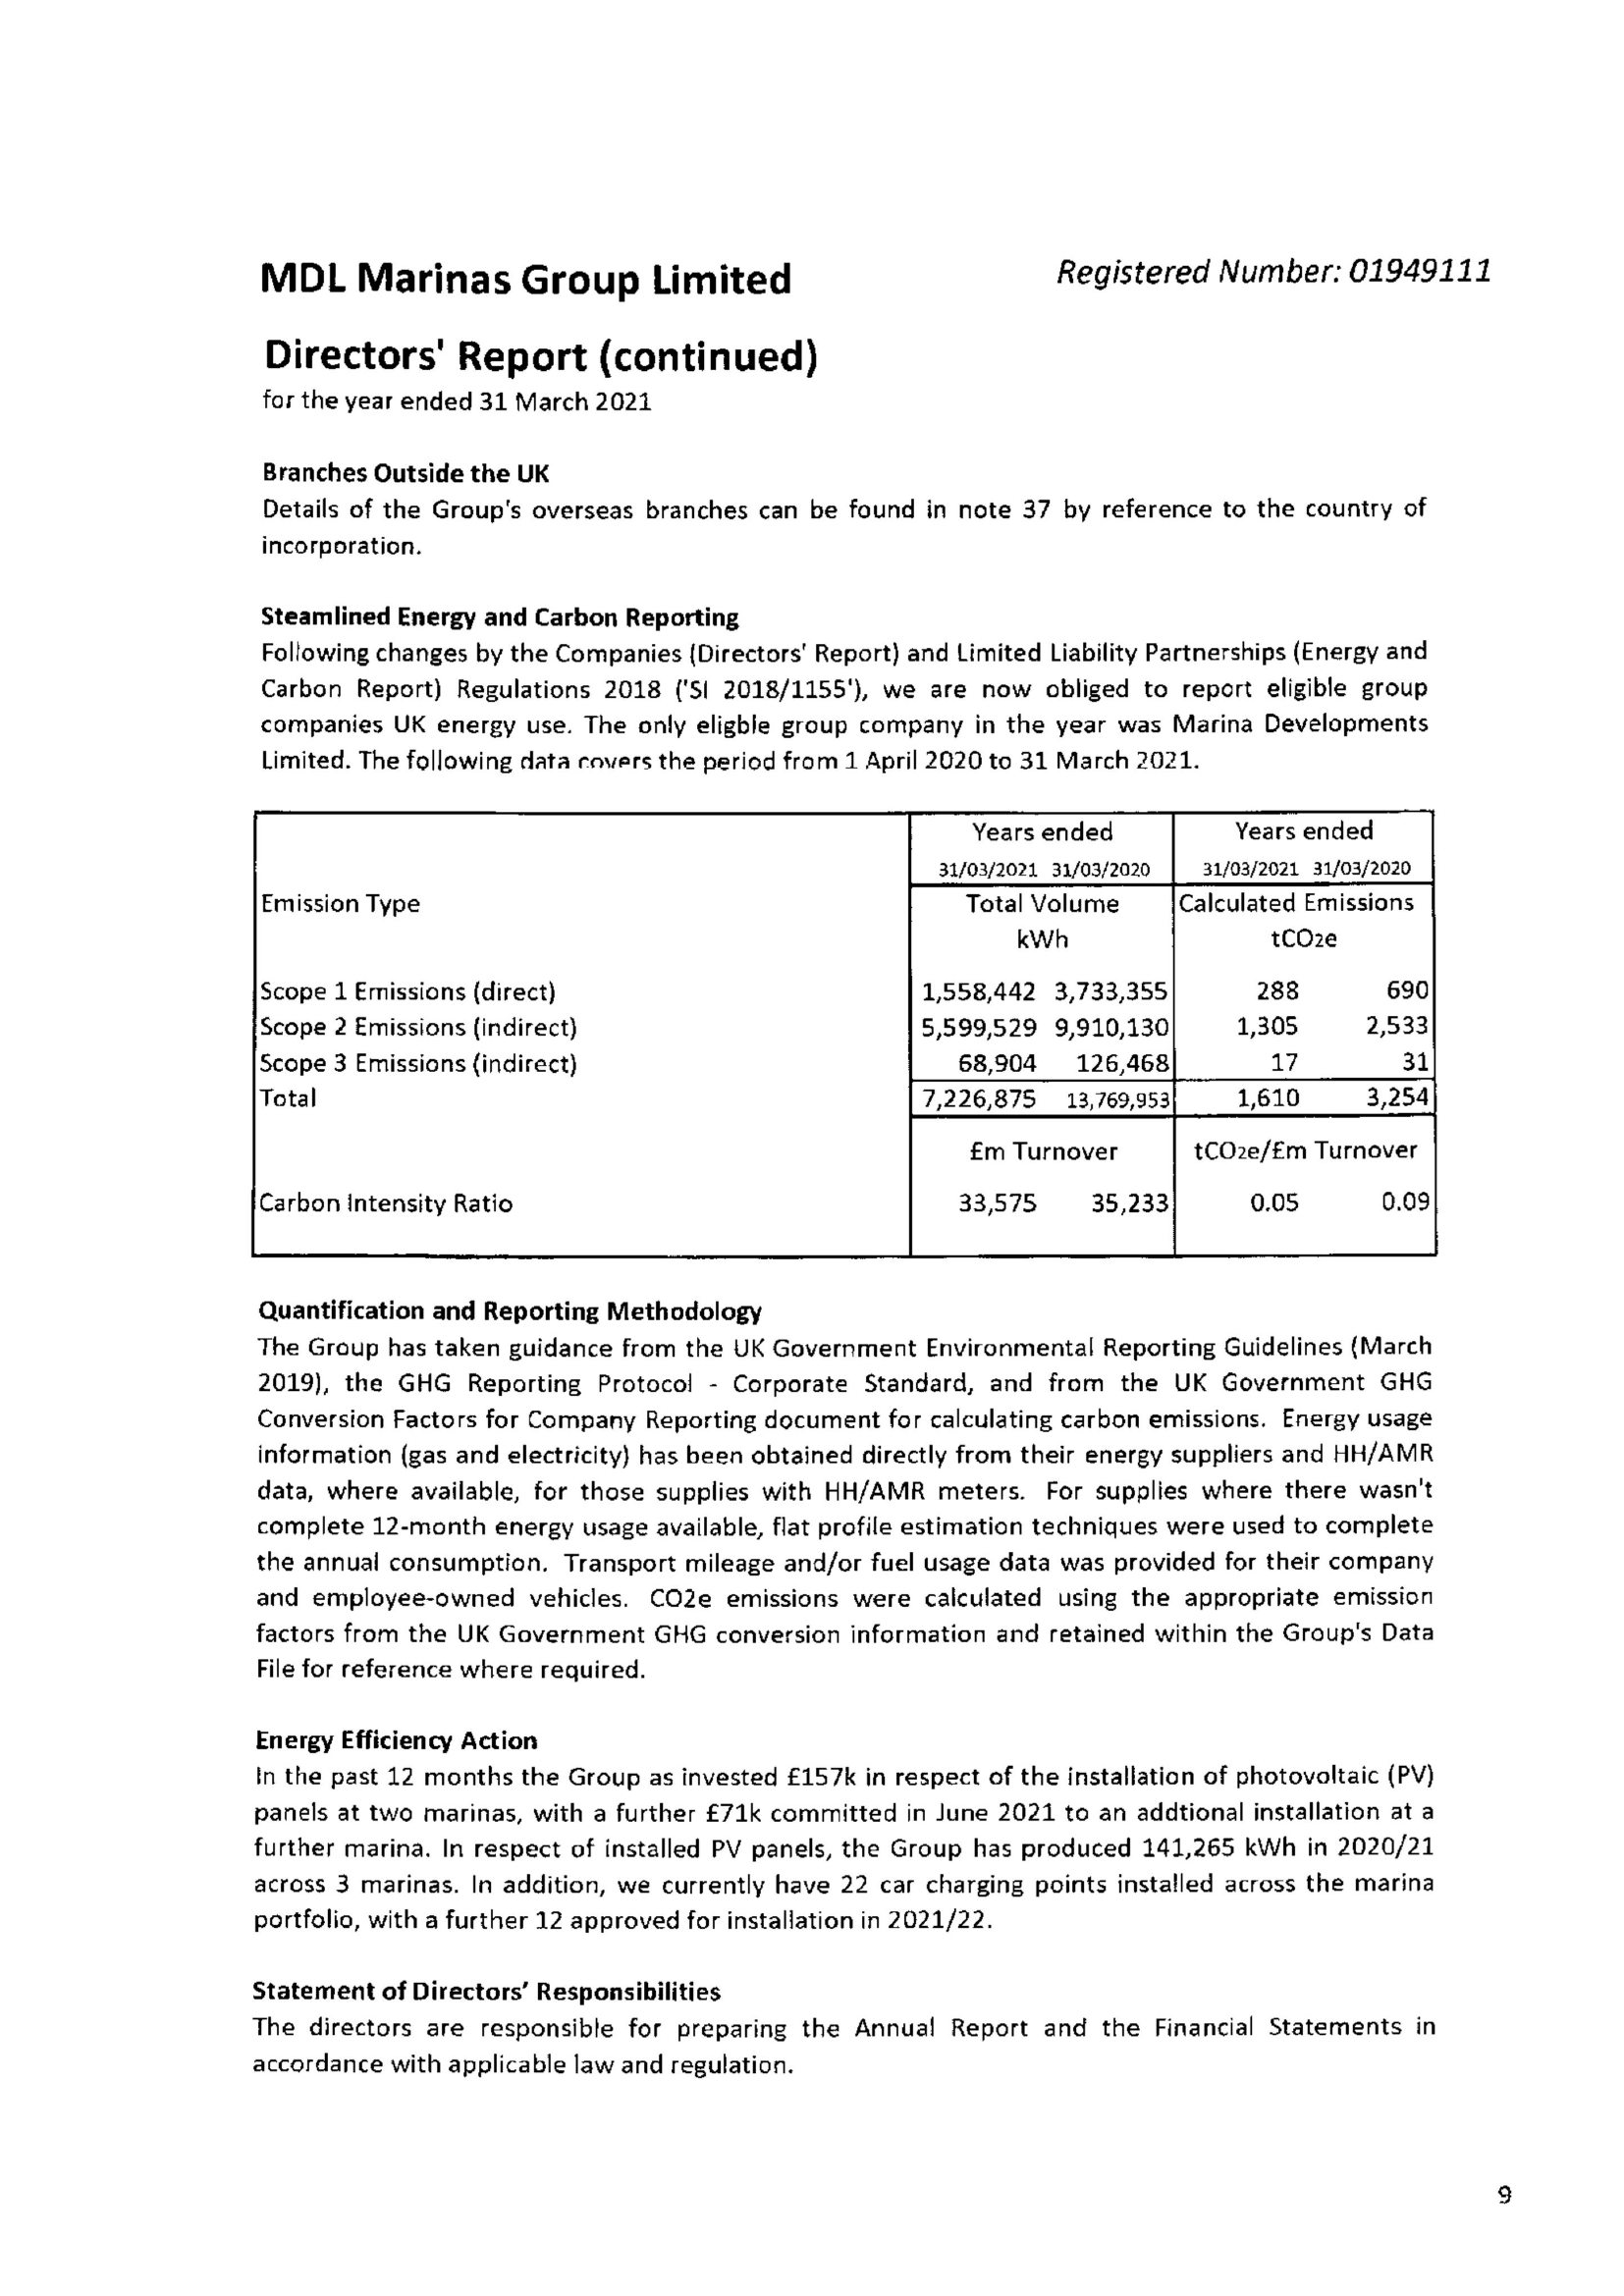 MDL Marinas Group Limited
Registered Number: 01949111
Directors' Report (continued)
for the year ended 31 March 2021
Branches Outside the UK
Details of the Group's overseas branches can be found in note 37 by reference to the country of
incorporation.
Steamlined Energy and Carbon Reporting
Following changes by the Companies (Directors' Report) and Limited Liability Partnerships (Energy and
Carbon Report) Regulations 2018 ('SI 2018/1155'), we are now obliged to report eligible group
companies UK energy use. The only eligble group company in the year was Marina Developments
Limited. The following data covers the period from 1 April 2020 to 31 March 2021.
Years ended Years ended
31/03/2021 31/03/2020 31/03/2021 31/03/2020
Emission Type Total Volume Calculated Emissions
kWh tCO2e
Scope 1 Emissions (direct) 1,558,442 3,733,355 288 690
Scope 2 Emissions (indirect) 5,599,529 9,910,130 1,305 2,533
Scope 3 Emissions (indirect) 68,904 126,468 17 31
Total 7,226,875 13,769,953 1,610 3,254
£m Turnover tCO2e/£m Turnover
Carbon Intensity Ratio 33,575 35,233 0.05 0.09
Quantification and Reporting Methodology
The Group has taken guidance from the UK Government Environmental Reporting Guidelines (March
2019), the GHG Reporting Protocol - Corporate Standard, and from the UK Government GHG
Conversion Factors for Company Reporting document for calculating carbon emissions. Energy usage
information (gas and electricity) has been obtained directly from their energy suppliers and HH/AMR
data, where available, for those supplies with HH/AMR meters. For supplies where there wasn't
complete 12-month energy usage available, flat profile estimation techniques were used to complete
the annual consumption. Transport mileage and/or fuel usage data was provided for their company
and employee-owned vehicles. CO2e emissions were calculated using the appropriate emission
factors from the UK Government GHG conversion information and retained within the Group's Data
File for reference where required.
Energy Efficiency Action
In the past 12 months the Group as invested £157k in respect of the installation of photovoltaic (PV)
panels at two marinas, with a further £71k committed in June 2021 to an addtional installation at a
further marina. In respect of installed PV panels, the Group has produced 141,265 kWh in 2020/21
across 3 marinas. In addition, we currently have 22 car charging points installed across the marina
portfolio, with a further 12 approved for installation in 2021/22.
Statement of Directors' Responsibilities
The directors are responsible for preparing the Annual Report and the Financial Statements in
accordance with applicable law and regulation.
9